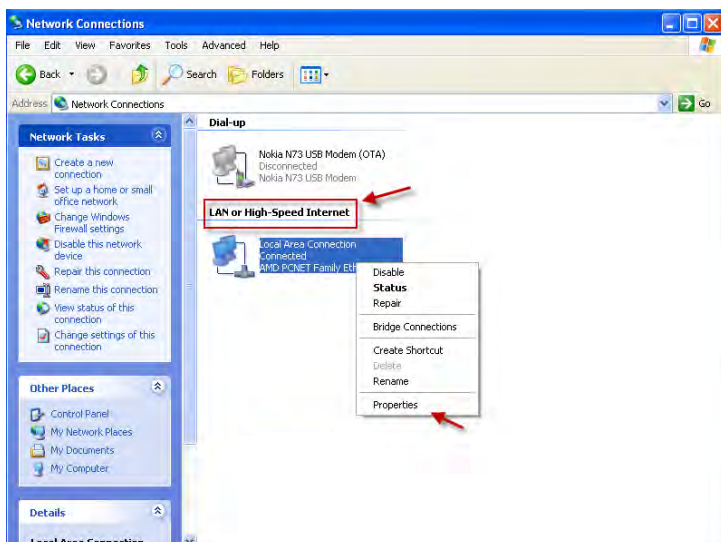 Network Connections
File Edit View Favorites Tools Advanced Help
Back Search Folders
Address Network Connections Go
Network Tasks
Create a new
connection
Set up a home or small
office network
Change Windows
Firewall settings
Disable this network
device
Repair this connection
Rename this connection
View status of this
connection
Change settings of this
connection
Other Places
Control Panel
My Network Places
My Documents
My Computer
Details
Local Area Connection
Dial-up
Nokia N73 USB Modem (OTA)
Disconnected
Nokia N73 USB Modem
LAN or High-Speed Internet
Local Area Connection
Connected
AMD PCNET Family Eth
Disable
Status
Repair
Bridge Connections
Create Shortcut
Delete
Rename
Properties